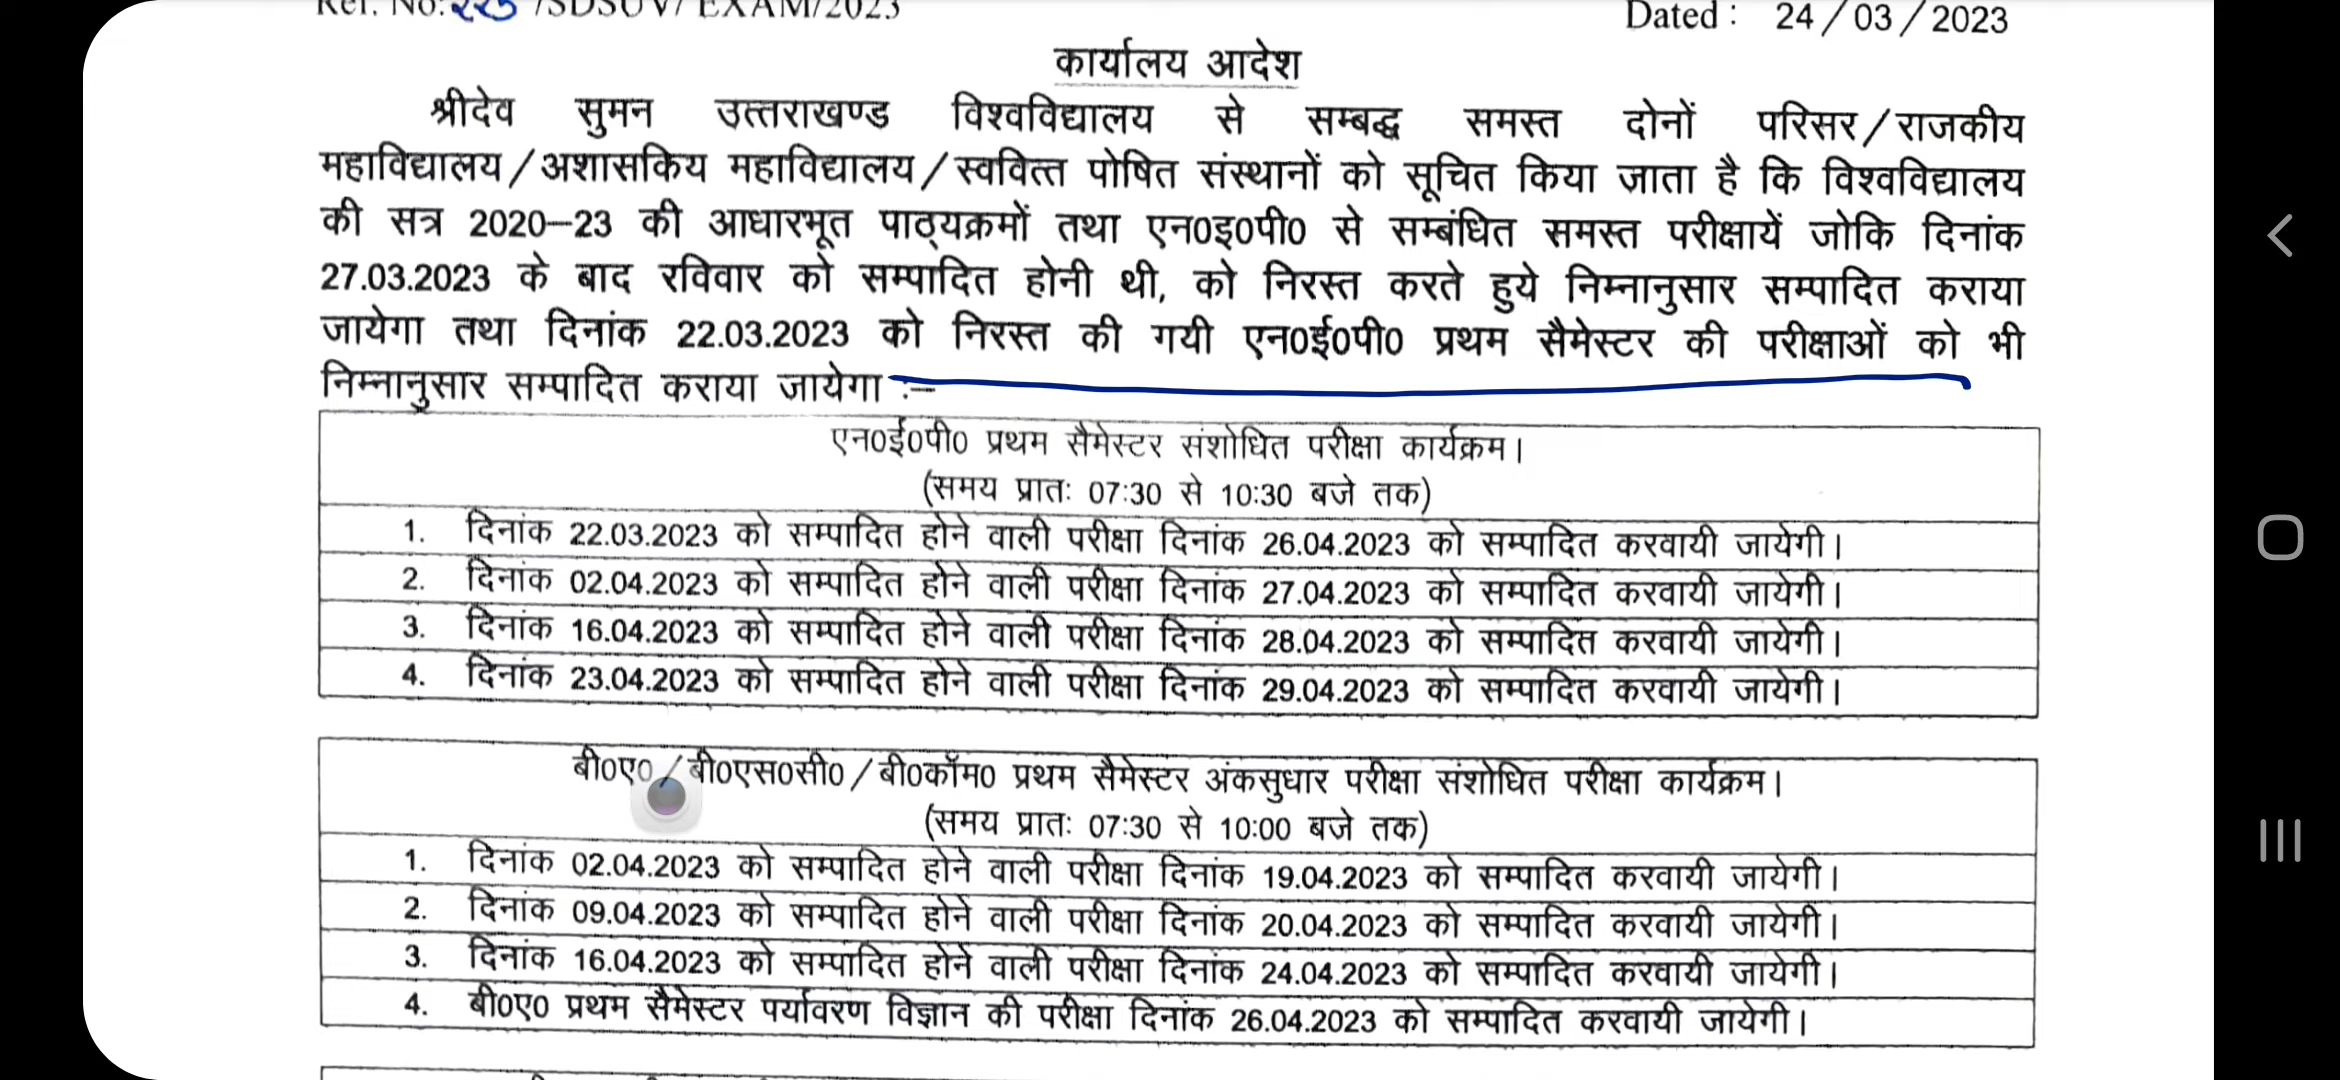 Ref. No:225 /SDSUV/ EXAM/2023
Dated : 24/03/2023
कार्यालय आदेश
श्रीदेव सुमन उत्तराखण्ड विश्वविद्यालय से सम्बद्ध समस्त दोनों परिसर/राजकीय
महाविद्यालय/अशासकिय महाविद्यालय/स्ववित्त पोषित संस्थानों को सूचित किया जाता है कि विश्वविद्यालय
की सत्र 2020–23 की आधारभूत पाठ्यक्रमों तथा एन0इ0पी0 से सम्बंधित समस्त परीक्षायें जोकि दिनांक
27.03.2023 के बाद रविवार को सम्पादित होनी थी, को निरस्त करते हुये निम्नानुसार सम्पादित कराया
जायेगा तथा दिनांक 22.03.2023 को निरस्त की गयी एन0ई0पी0 प्रथम सैमेस्टर की परीक्षाओं को भी
निम्नानुसार सम्पादित कराया जायेगा :–
एन0ई0पी0 प्रथम सैमेस्टर संशोधित परीक्षा कार्यक्रम।
(समय प्रातः 07:30 से 10:30 बजे तक)
1. दिनांक 22.03.2023 को सम्पादित होने वाली परीक्षा दिनांक 26.04.2023 को सम्पादित करवायी जायेगी।
2. दिनांक 02.04.2023 को सम्पादित होने वाली परीक्षा दिनांक 27.04.2023 को सम्पादित करवायी जायेगी।
3. दिनांक 16.04.2023 को सम्पादित होने वाली परीक्षा दिनांक 28.04.2023 को सम्पादित करवायी जायेगी।
4. दिनांक 23.04.2023 को सम्पादित होने वाली परीक्षा दिनांक 29.04.2023 को सम्पादित करवायी जायेगी।
बी0ए0/बी0एस0सी0/बी0कॉम0 प्रथम सैमेस्टर अंकसुधार परीक्षा संशोधित परीक्षा कार्यक्रम।
(समय प्रातः 07:30 से 10:00 बजे तक)
1. दिनांक 02.04.2023 को सम्पादित होने वाली परीक्षा दिनांक 19.04.2023 को सम्पादित करवायी जायेगी।
2. दिनांक 09.04.2023 को सम्पादित होने वाली परीक्षा दिनांक 20.04.2023 को सम्पादित करवायी जायेगी।
3. दिनांक 16.04.2023 को सम्पादित होने वाली परीक्षा दिनांक 24.04.2023 को सम्पादित करवायी जायेगी।
4. बी0ए0 प्रथम सैमेस्टर पर्यावरण विज्ञान की परीक्षा दिनांक 26.04.2023 को सम्पादित करवायी जायेगी।